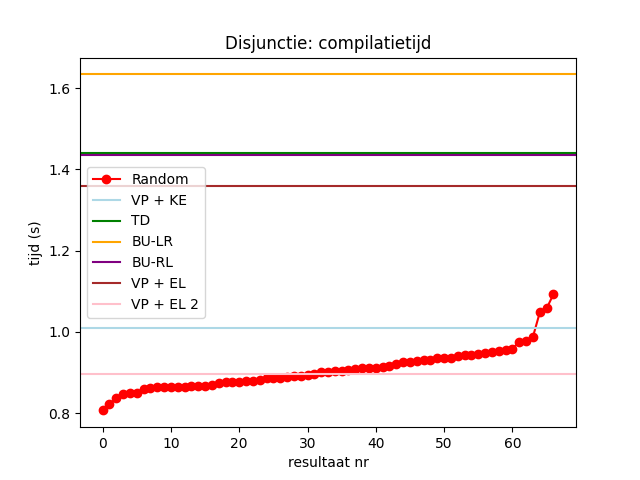 Disjunctie: compilatietijd
tijd (s)
1.6
1.4
1.2
1.0
0.8
Random
VP + KE
TD
BU-LR
BU-RL
VP + EL
VP + EL 2
0 10 20 30 40 50 60
resultaat nr